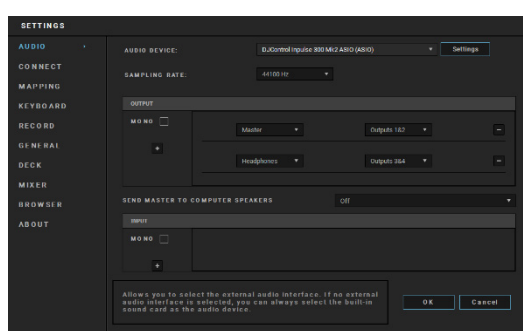 SETTINGS
AUDIO
CONNECT
MAPPING
KEYBOARD
RECORD
GENERAL
DECK
MIXER
BROWSER
ABOUT
AUDIO DEVICE:
DJControl Inpulse 300 Mk2 ASIO (ASIO)
Settings
SAMPLING RATE:
44100 Hz
OUTPUT
MONO
+
Master
Outputs 1&2
-
Headphones
Outputs 3&4
-
SEND MASTER TO COMPUTER SPEAKERS
Off
INPUT
MONO
+
Allows you to select the external audio interface. If no external
audio interface is selected, you can always select the built-in
sound card as the audio device.
OK
Cancel